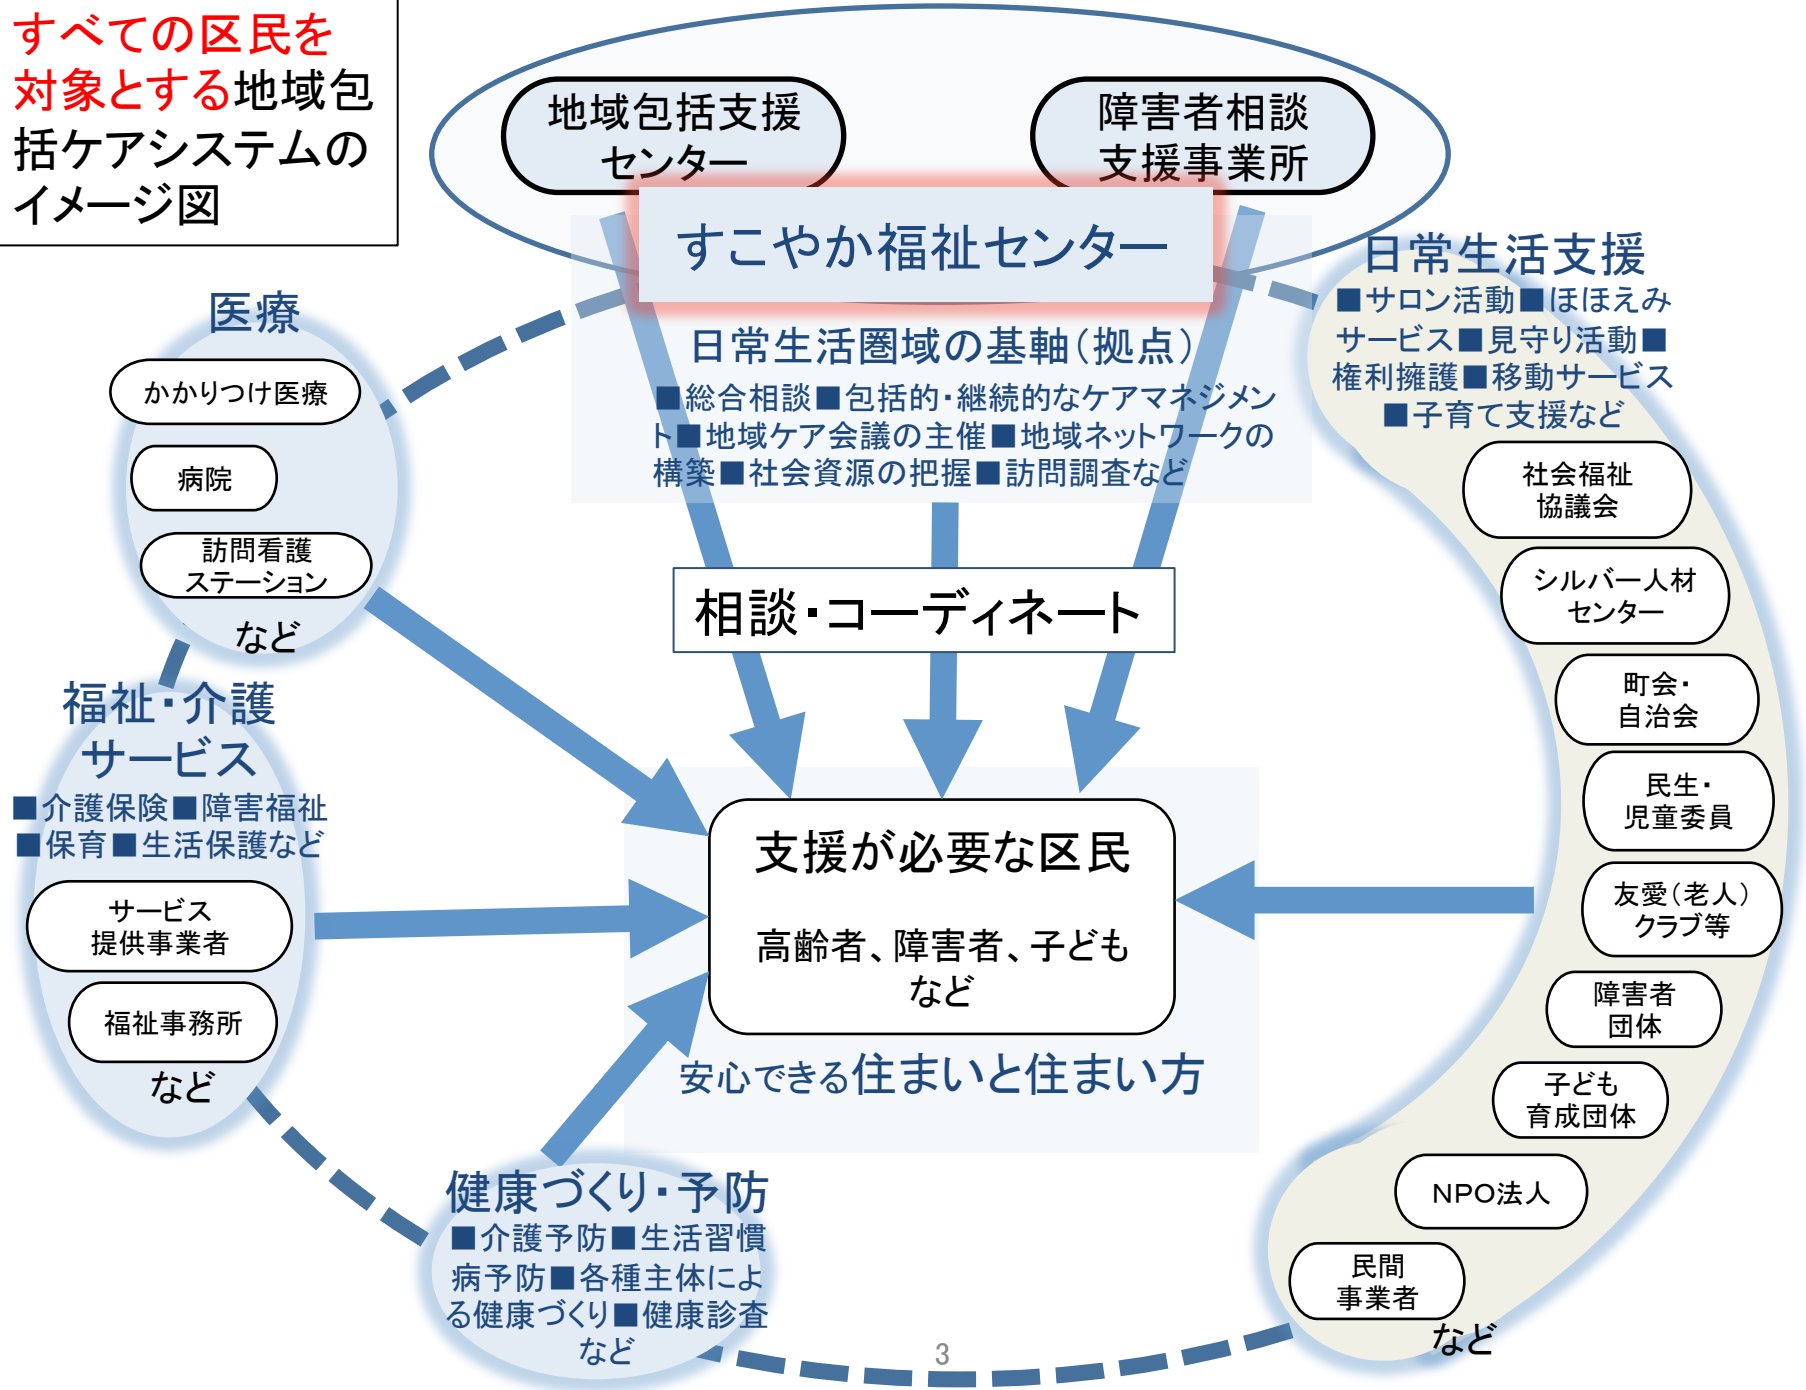 すべての区民を
対象とする地域包
括ケアシステムの
イメージ図
地域包括支援
センター
障害者相談
支援事業所
すこやか福祉センター
日常生活圏域の基軸（拠点）
■総合相談■包括的・継続的なケアマネジメン
ト■地域ケア会議の主催■地域ネットワークの
構築■社会資源の把握■訪問調査など
相談・コーディネート
医療
かかりつけ医療
病院
訪問看護
ステーション
など
福祉・介護
サービス
■介護保険■障害福祉
■保育■生活保護など
サービス
提供事業者
福祉事務所
など
支援が必要な区民
高齢者、障害者、子ども
など
安心できる住まいと住まい方
健康づくり・予防
■介護予防■生活習慣
病予防■各種主体によ
る健康づくり■健康診査
など
日常生活支援
■サロン活動■ほほえみ
サービス■見守り活動■
権利擁護■移動サービス
■子育て支援など
社会福祉
協議会
シルバー人材
センター
町会・
自治会
民生・
児童委員
友愛（老人）
クラブ等
障害者
団体
子ども
育成団体
NPO法人
民間
事業者
など
3